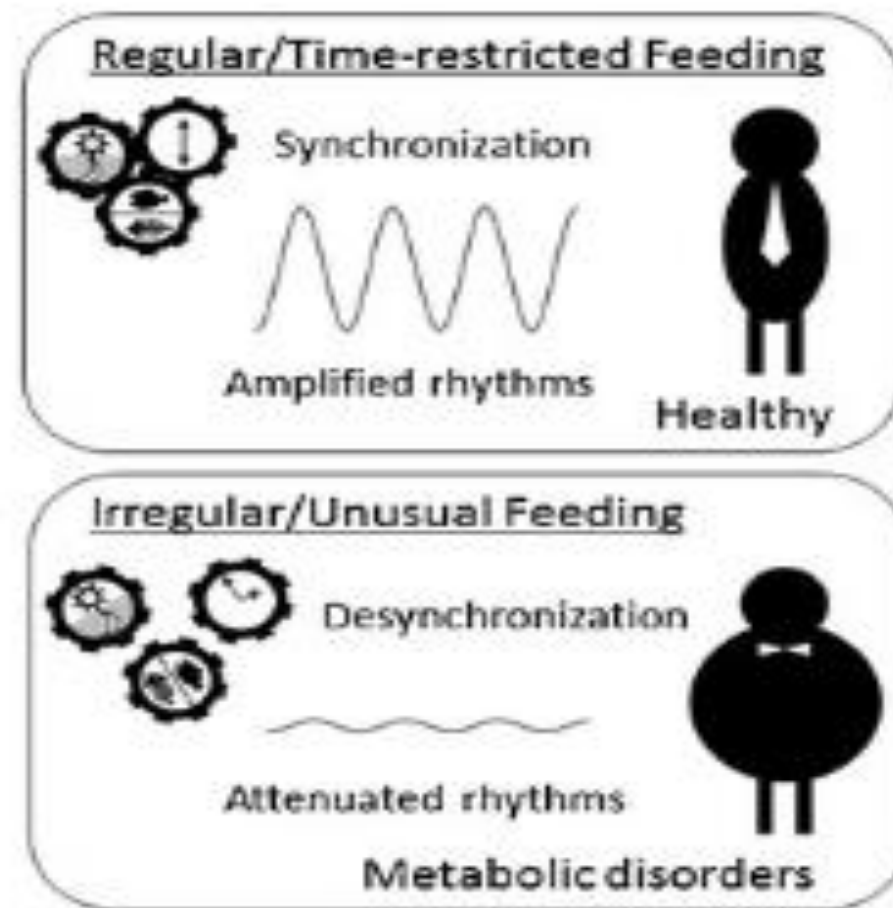 Regular/Time-restricted Feeding
Synchronization
Amplified rhythms
Healthy
Irregular/Unusual Feeding
Desynchronization
Attenuated rhythms
Metabolic disorders